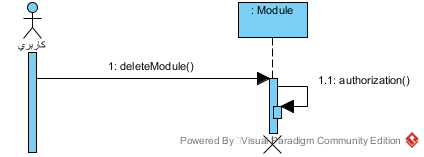 : Module
كاربري
1: deleteModule()
1.1: authorization()
Powered By Visual Paradigm Community Edition